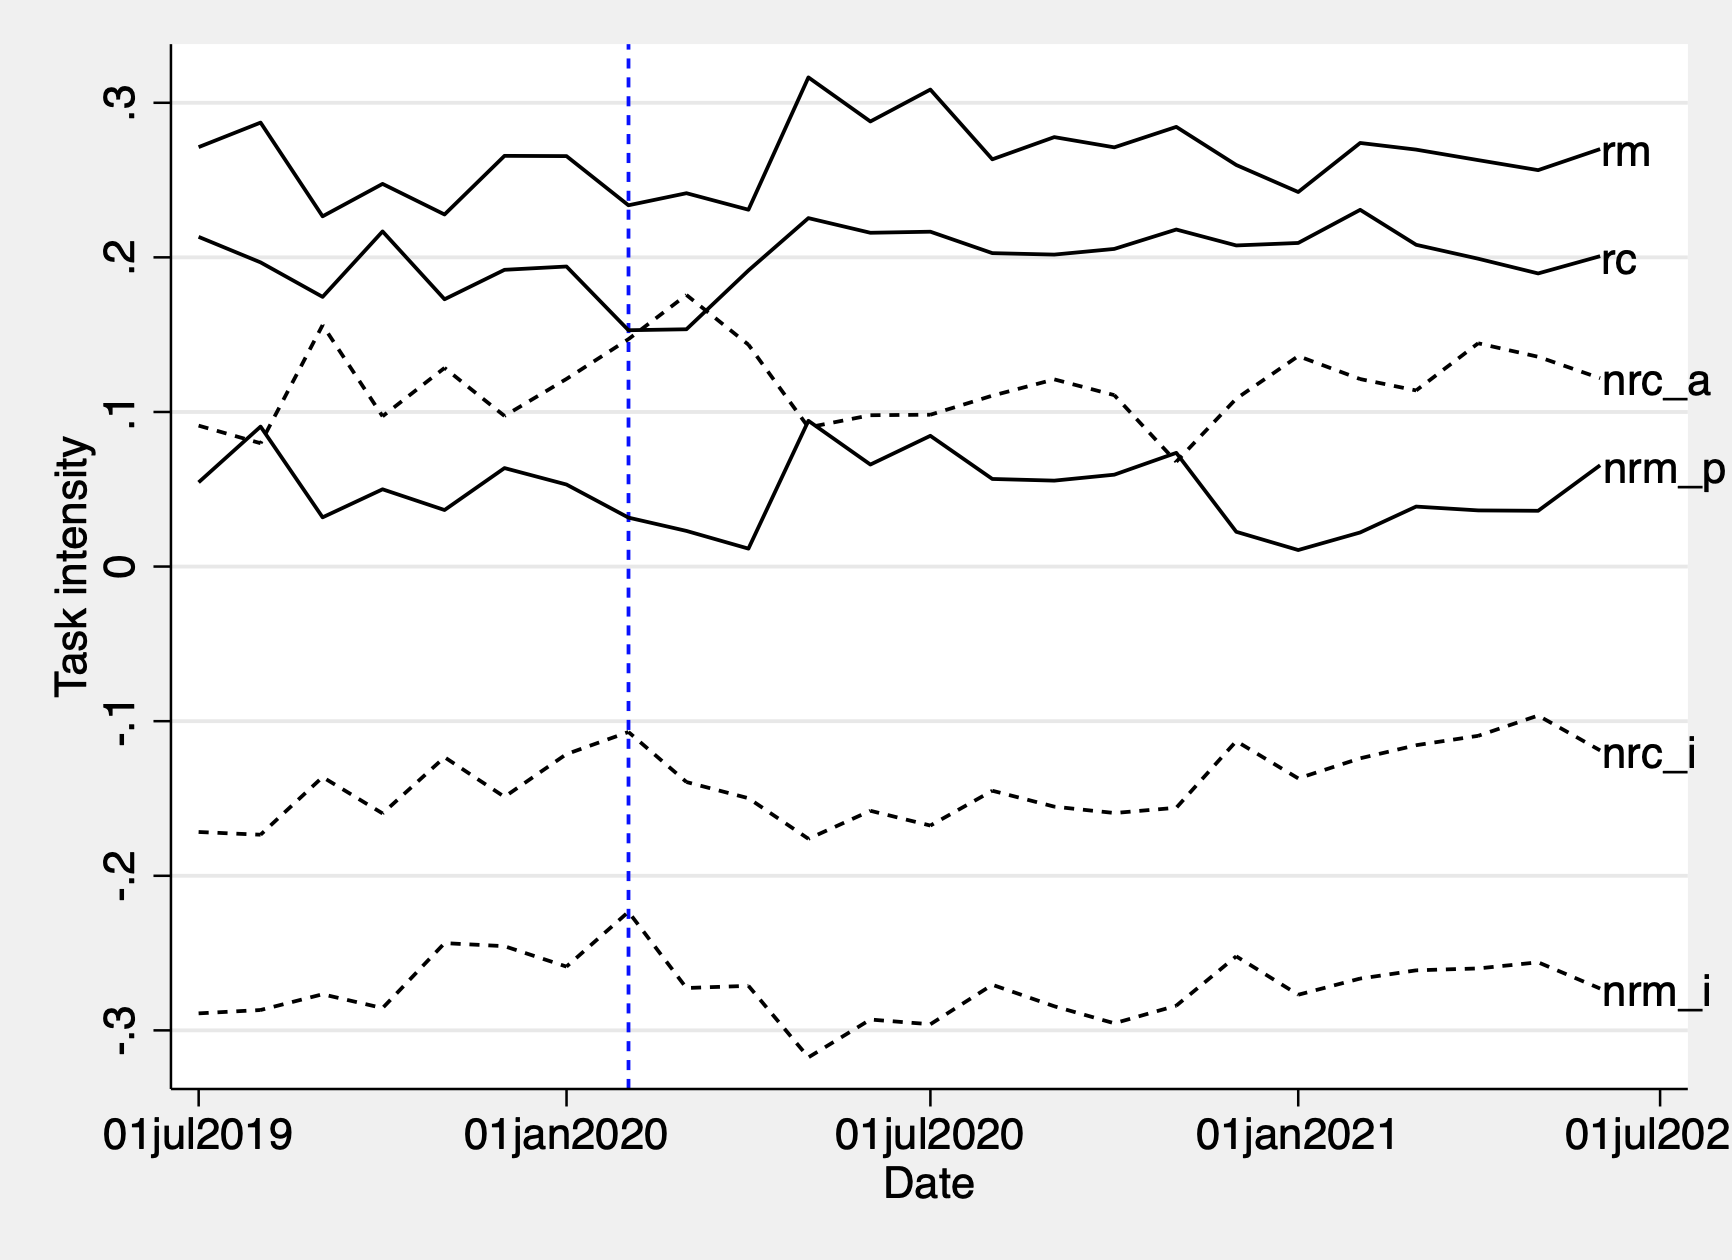 Task intensity
.3
.2
.1
0
-.1
-.2
-.3
rm
rc
nrc_a
nrm_p
nrc_i
nrm_i
01jul2019
01jan2020
01jul2020
01jan2021
01jul202
Date